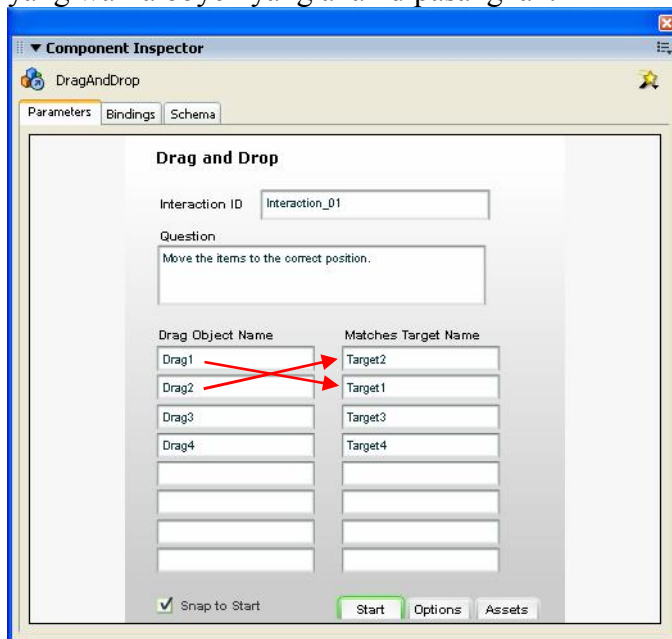 Component Inspector
DragAndDrop
Parameters Bindings Schema
Drag and Drop
Interaction ID Interaction_01
Question
Move the items to the correct position.
Drag Object Name Matches Target Name
Drag1 Target2
Drag2 Target1
Drag3 Target3
Drag4 Target4
Snap to Start Start Options Assets